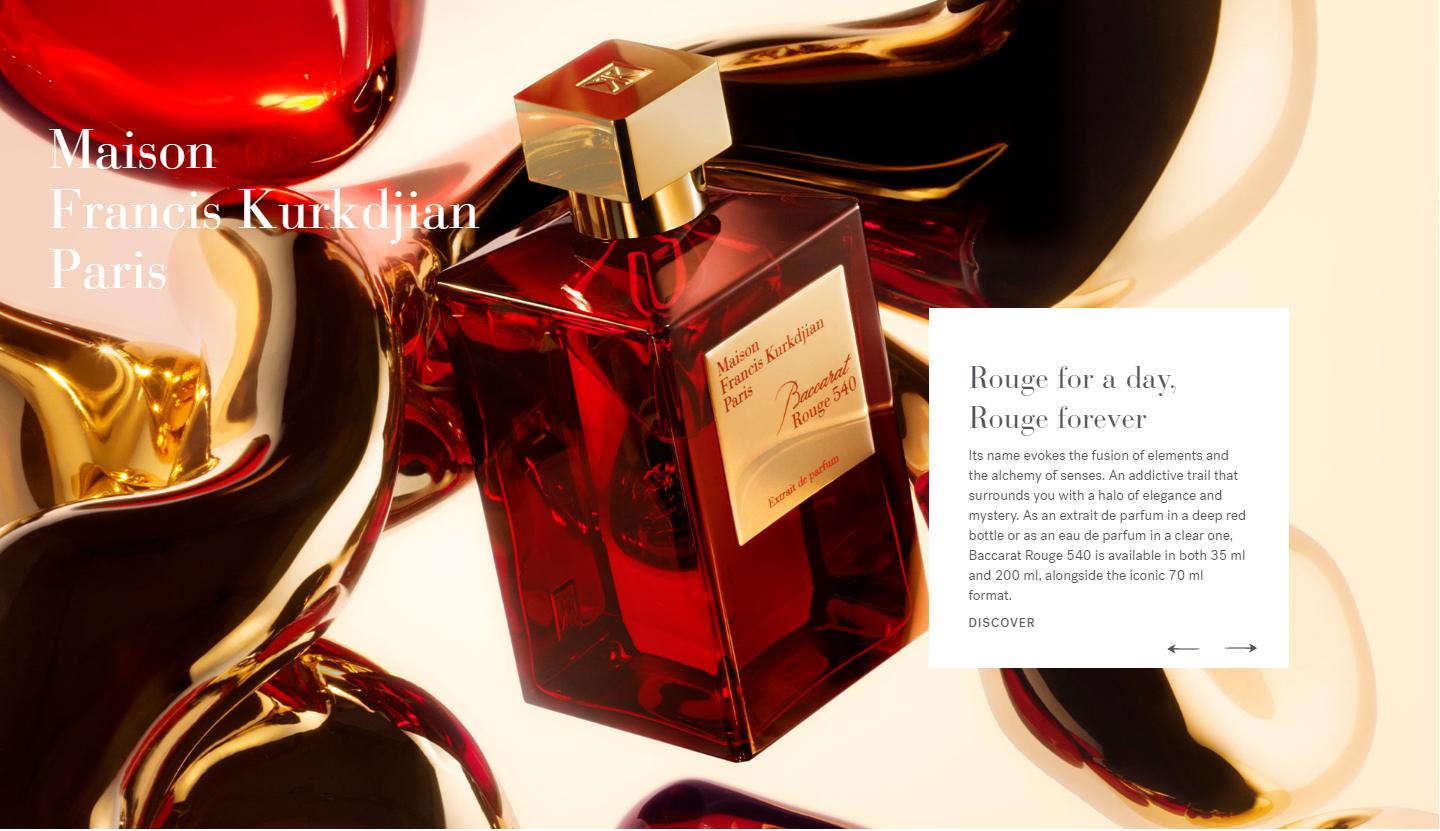 Maison
Francis Kurkdjian
Paris
Maison
Francis Kurkdjian
Paris
Baccarat
Rouge 540
Extrait de parfum
Rouge for a day,
Rouge forever
Its name evokes the fusion of elements and
the alchemy of senses. An addictive trail that
surrounds you with a halo of elegance and
mystery. As an extrait de parfum in a deep red
bottle or as an eau de parfum in a clear one,
Baccarat Rouge 540 is available in both 35 ml
and 200 ml, alongside the iconic 70 ml
format.
DISCOVER